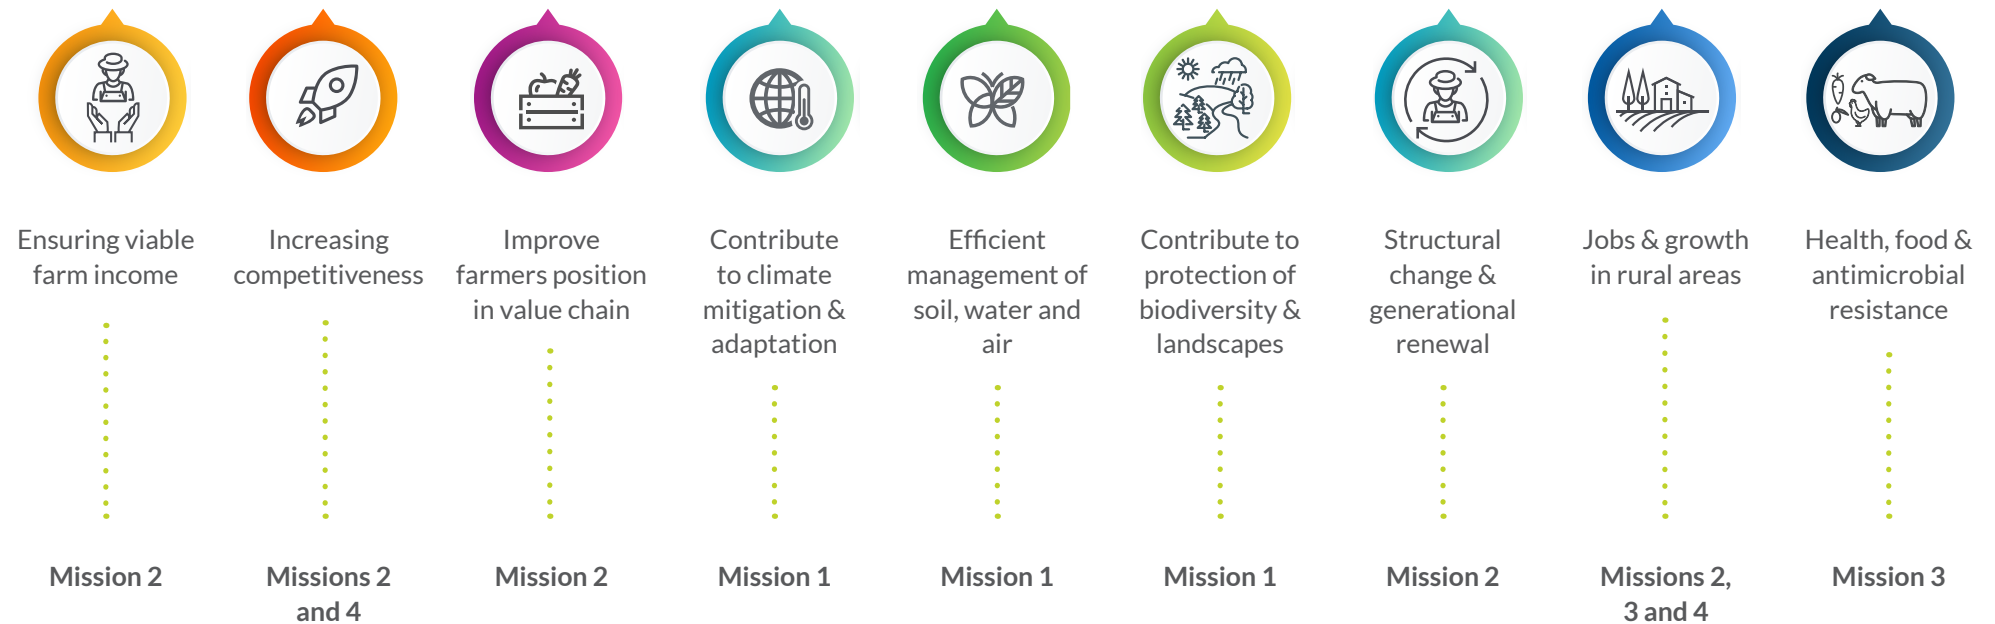 Ensuring viable
farm income
Increasing
competitiveness
Improve
farmers position
in value chain
Contribute
to climate
mitigation &
adaptation
Efficient
management of
soil, water and
air
Contribute to
protection of
biodiversity &
landscapes
Structural
change &
generational
renewal
Jobs & growth
in rural areas
Health, food &
antimicrobial
resistance
Mission 2
Missions 2
and 4
Mission 2
Mission 1
Mission 1
Mission 1
Mission 2
Missions 2,
3 and 4
Mission 3